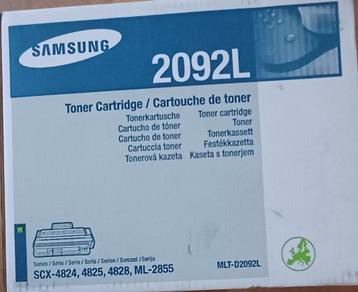 SAMSUNG
2092L
Toner Cartridge / Cartouche de toner
Tonerkartusche
Cartucho de tóner
Cartucho de toner
Cartuccia toner
Tonerová kazeta
Toner cartridge
Toner
Tonerkassett
Festékkazetta
Kaseta s tonerjem
Series / Série / Serie / Seria / Series / Sorozat / Serija
SCX-4824, 4825, 4828, ML-2855
MLT-D2092L